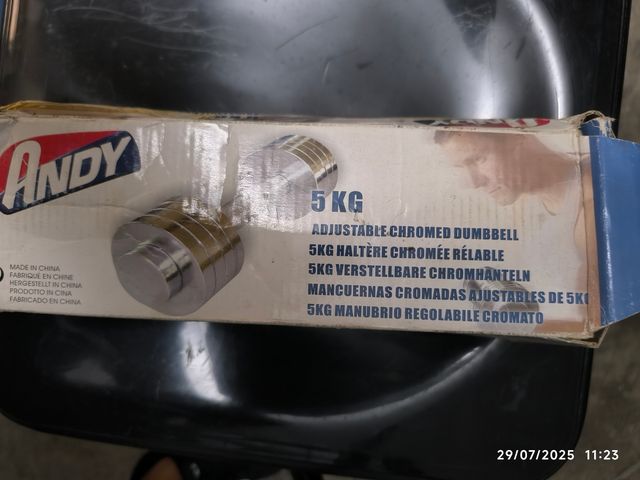 ANDY
5 KG
ADJUSTABLE CHROMED DUMBBELL
5KG HALTÈRE CHROMÉE RÉLABLE
5KG VERSTELLBARE CHROMHANTELN
MANCUERNAS CROMADAS AJUSTABLES DE 5KG
5KG MANUBRIO REGOLABILE CROMATO
MADE IN CHINA
FABRIQUÉ EN CHINE
HERGESTELLT IN CHINA
PRODOTTO IN CINA
FABRICADO EN CHINA
29/07/2025 11:23